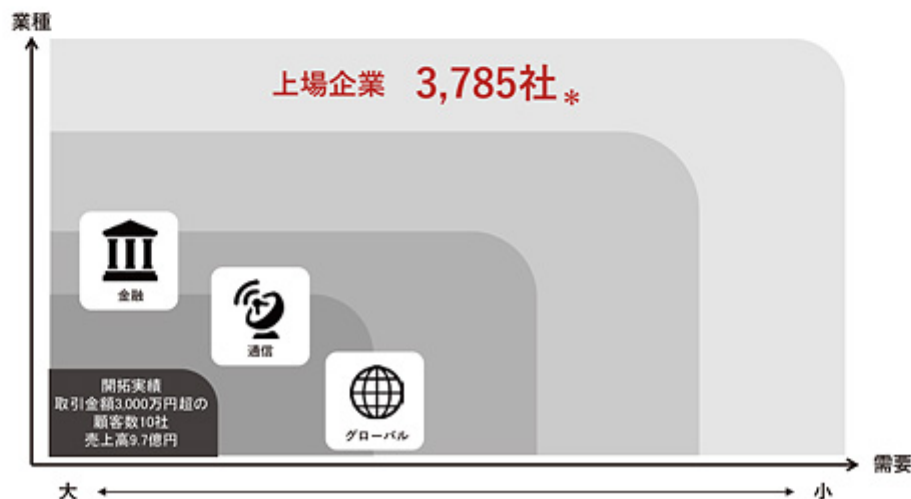 業種
上場企業 3,785社*
金融
通信
グローバル
開拓実績
取引金額3,000万円超の
顧客数10社
売上高9.7億円
需要
大 小